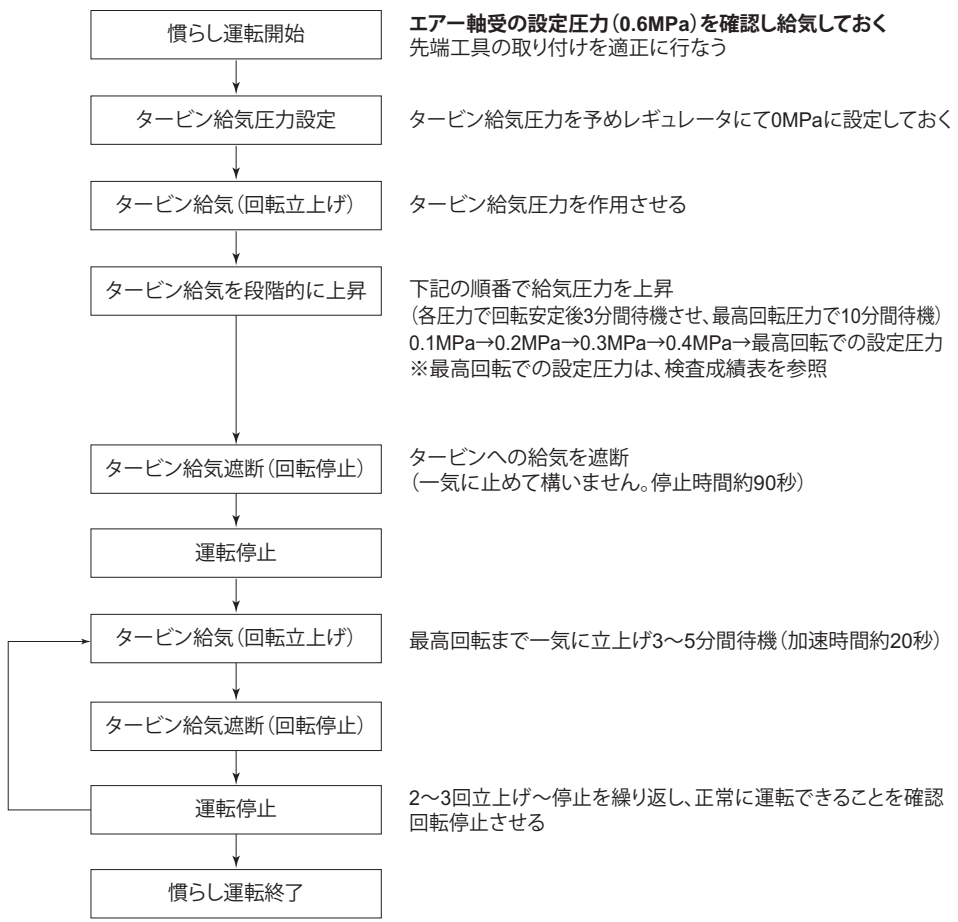 慣らし運転開始
エアー軸受の設定圧力（0.6MPa）を確認し給気しておく
先端工具の取り付けを適正に行なう
タービン給気圧力設定
タービン給気圧力を予めレギュレータにて0MPaに設定しておく
タービン給気（回転立上げ）
タービン給気圧力を作用させる
タービン給気を段階的に上昇
下記の順番で給気圧力を上昇
（各圧力で回転安定後3分間待機させ、最高回転圧力で10分間待機）
0.1MPa→0.2MPa→0.3MPa→0.4MPa→最高回転での設定圧力
※最高回転での設定圧力は、検査成績表を参照
タービン給気遮断（回転停止）
タービンへの給気を遮断
（一気に止めて構いません。停止時間約90秒）
運転停止
タービン給気（回転立上げ）
最高回転まで一気に立上げ3～5分間待機（加速時間約20秒）
タービン給気遮断（回転停止）
運転停止
2～3回立上げ～停止を繰り返し、正常に運転できることを確認
回転停止させる
慣らし運転終了